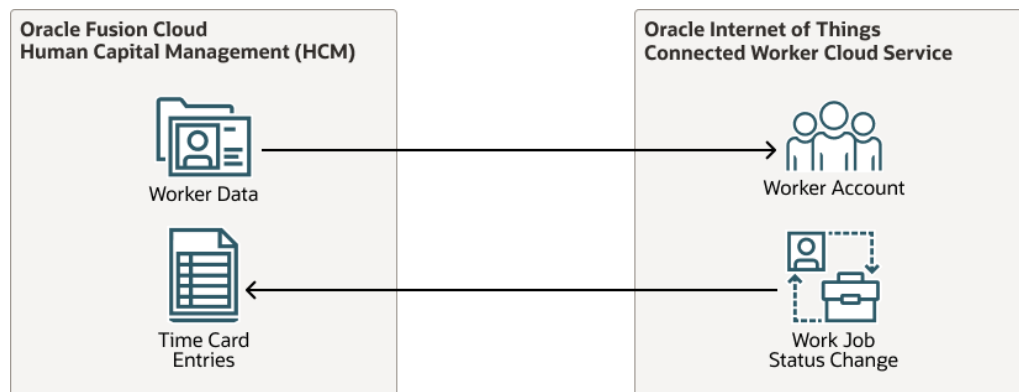 Oracle Fusion Cloud
Human Capital Management (HCM)
Oracle Internet of Things
Connected Worker Cloud Service
Worker Data
Worker Account
Time Card
Entries
Work Job
Status Change